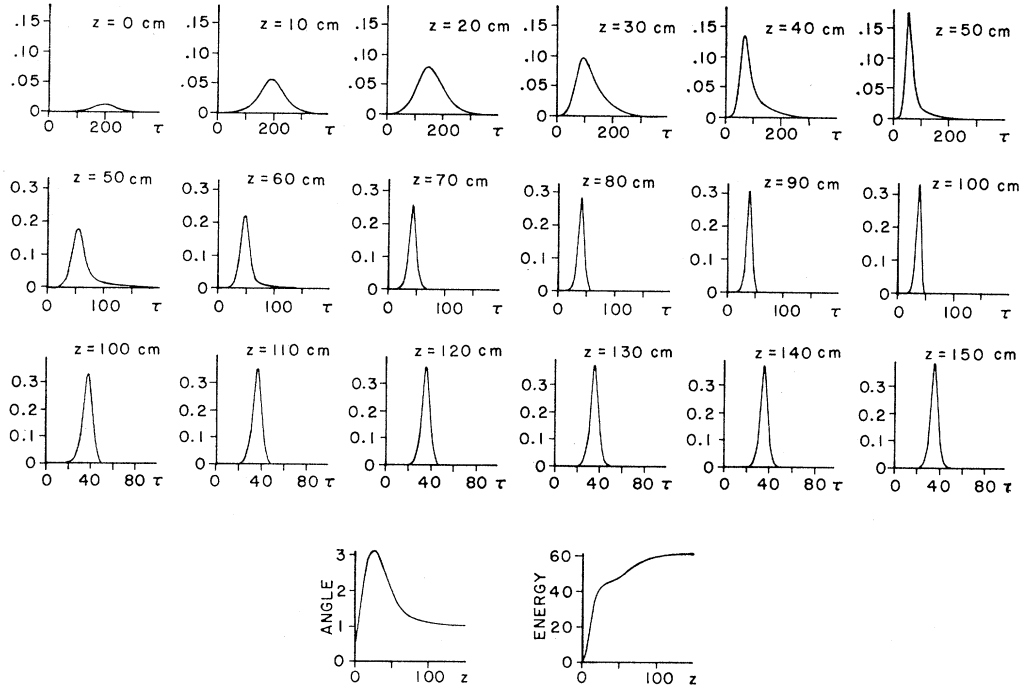 z = 0 cm
.15
.10
.05
0
0 200 τ
z = 10 cm
.15
.10
.05
0
0 200 τ
z = 20 cm
.15
.10
.05
0
0 200 τ
z = 30 cm
.15
.10
.05
0
0 200 τ
z = 40 cm
.15
.10
.05
0
0 200 τ
z = 50 cm
.15
.10
.05
0
0 200 τ
z = 50 cm
0.3
0.2
0.1
0
0 100 τ
z = 60 cm
0.3
0.2
0.1
0
0 100 τ
z = 70 cm
0.3
0.2
0.1
0
0 100 τ
z = 80 cm
0.3
0.2
0.1
0
0 100 τ
z = 90 cm
0.3
0.2
0.1
0
0 100 τ
z = 100 cm
0.3
0.2
0.1
0
0 100 τ
z = 100 cm
0.3
0.2
0.1
0
0 40 80 τ
z = 110 cm
0.3
0.2
0.1
0
0 40 80 τ
z = 120 cm
0.3
0.2
0.1
0
0 40 80 τ
z = 130 cm
0.3
0.2
0.1
0
0 40 80 τ
z = 140 cm
0.3
0.2
0.1
0
0 40 80 τ
z = 150 cm
0.3
0.2
0.1
0
0 40 80 τ
ANGLE
3
2
1
0
0 100 z
ENERGY
60
40
20
0
0 100 z